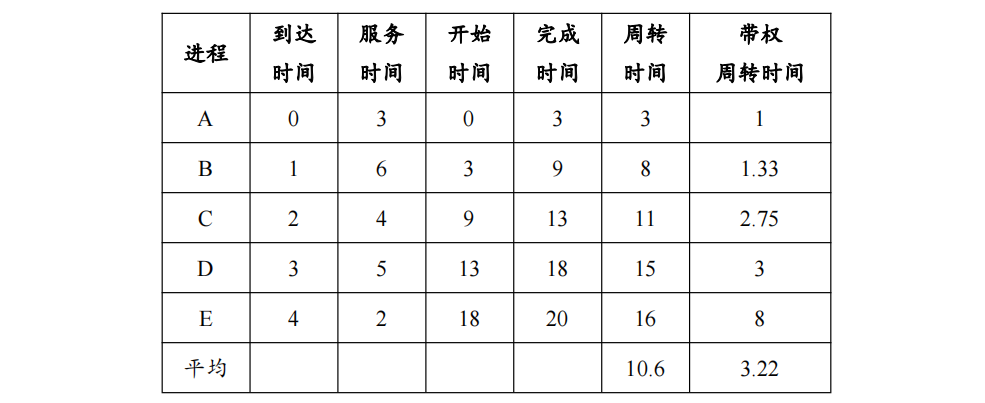 进程 到达时间 服务时间 开始时间 完成时间 周转时间 带权周转时间
A 0 3 0 3 3 1
B 1 6 3 9 8 1.33
C 2 4 9 13 11 2.75
D 3 5 13 18 15 3
E 4 2 18 20 16 8
平均 10.6 3.22